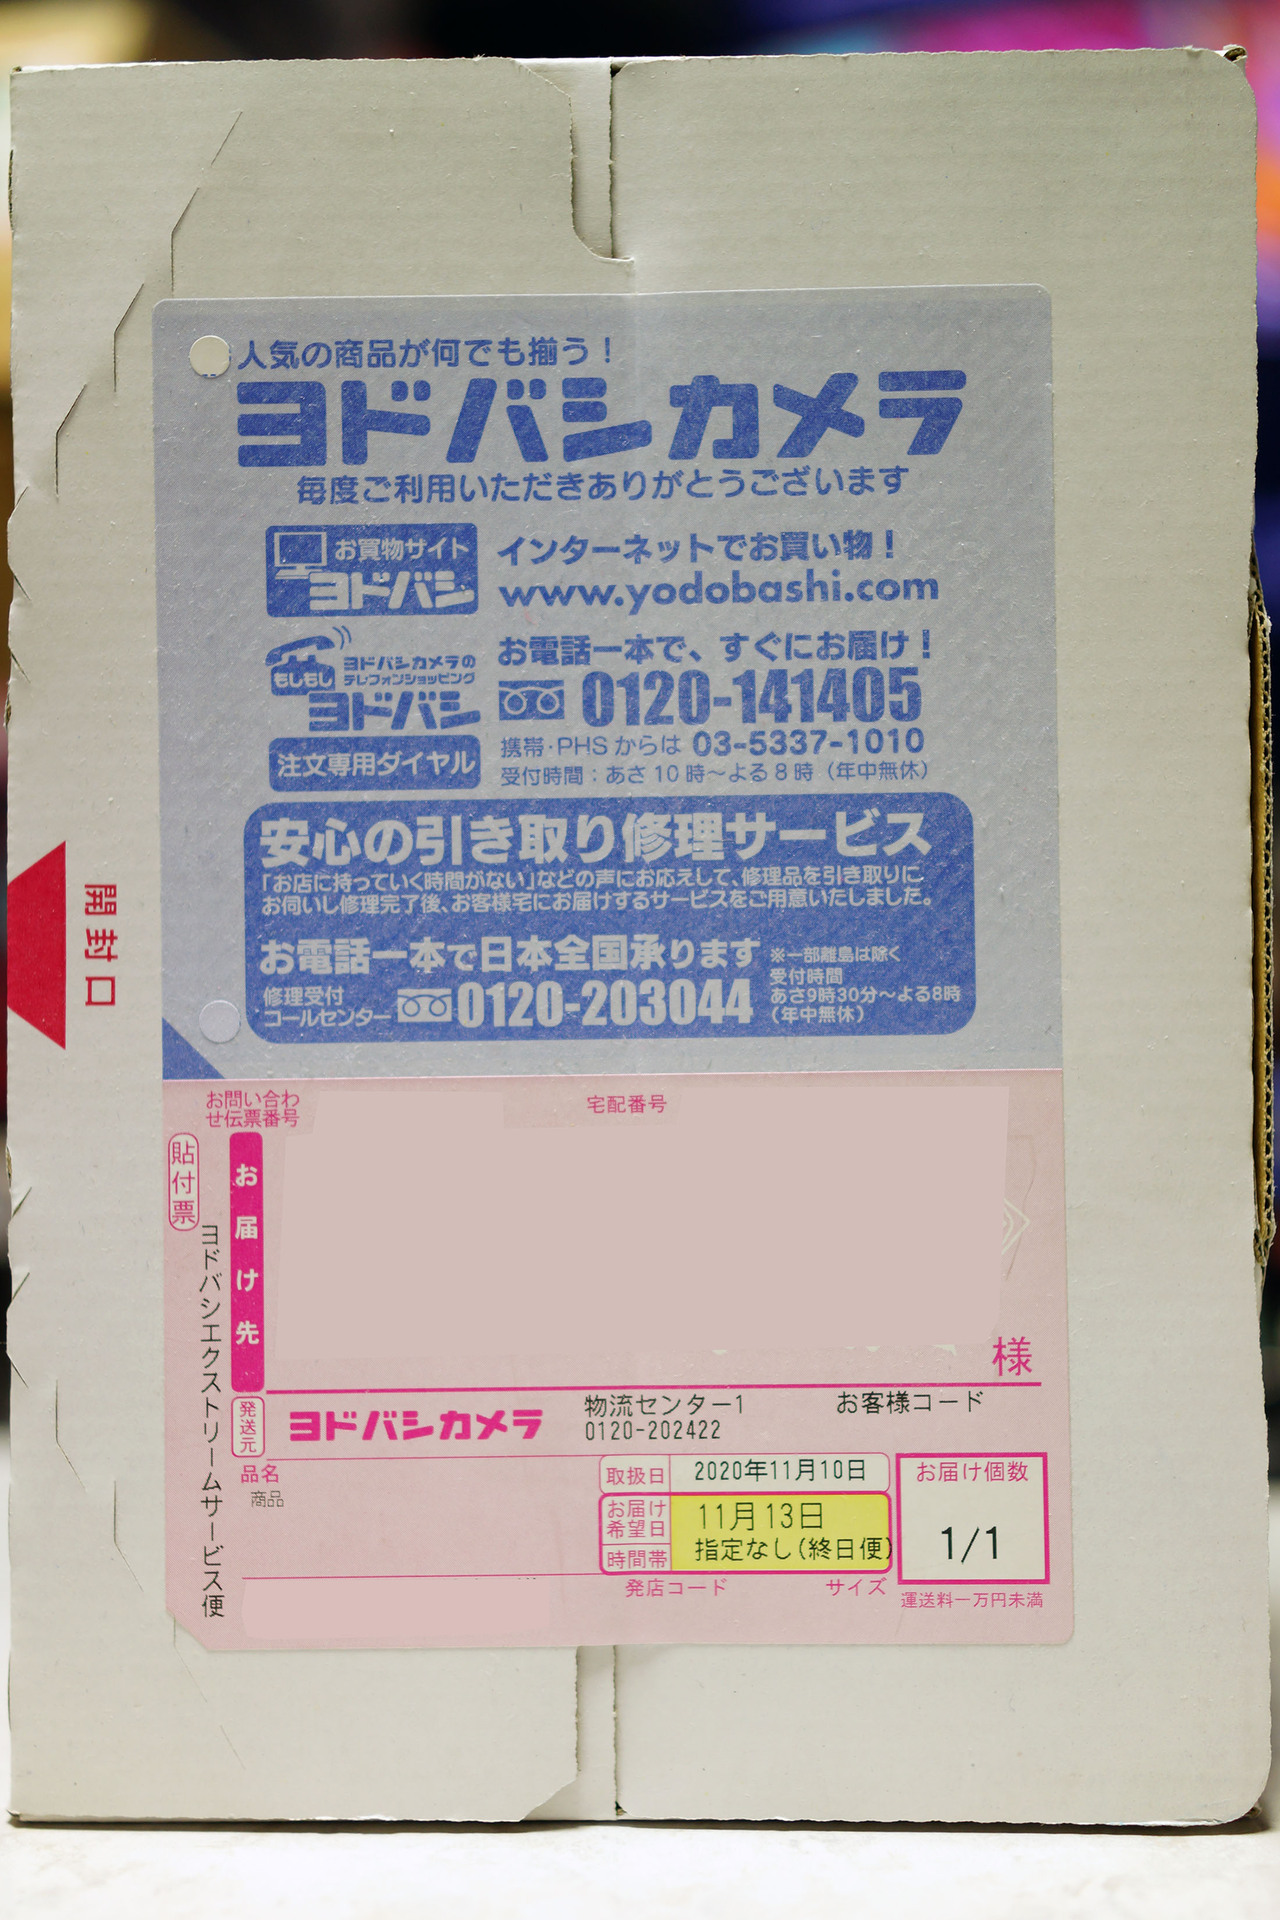 人気の商品が何でも揃う！
ヨドバシカメラ
毎度ご利用いただきありがとうございます
お買物サイト
ヨドバシ
インターネットでお買い物！
www.yodobashi.com
もしもし
ヨドバシカメラの
テレフォンショッピング
ヨドバシ
注文専用ダイヤル
お電話一本で、すぐにお届け！
0120-141405
携帯・PHSからは 03-5337-1010
受付時間：あさ10時～よる8時（年中無休）
安心の引き取り修理サービス
「お店に持っていく時間がない」などの声にお応えして、修理品を引き取りに
お伺いし修理完了後、お客様宅にお届けするサービスをご用意いたしました。
お電話一本で日本全国承ります
※一部離島は除く
修理受付
コールセンター
0120-203044
受付時間
あさ9時30分～よる8時
（年中無休）
開封口
お問い合わ
せ伝票番号
宅配番号
貼付票
ヨドバシエクストリームサービス便
お届け先
様
発送元
ヨドバシカメラ
物流センター1
0120-202422
お客様コード
品名
商品
取扱日
2020年11月10日
お届け
希望日
11月13日
時間帯
指定なし(終日便)
お届け個数
1/1
発店コード
サイズ
運送料一万円未満